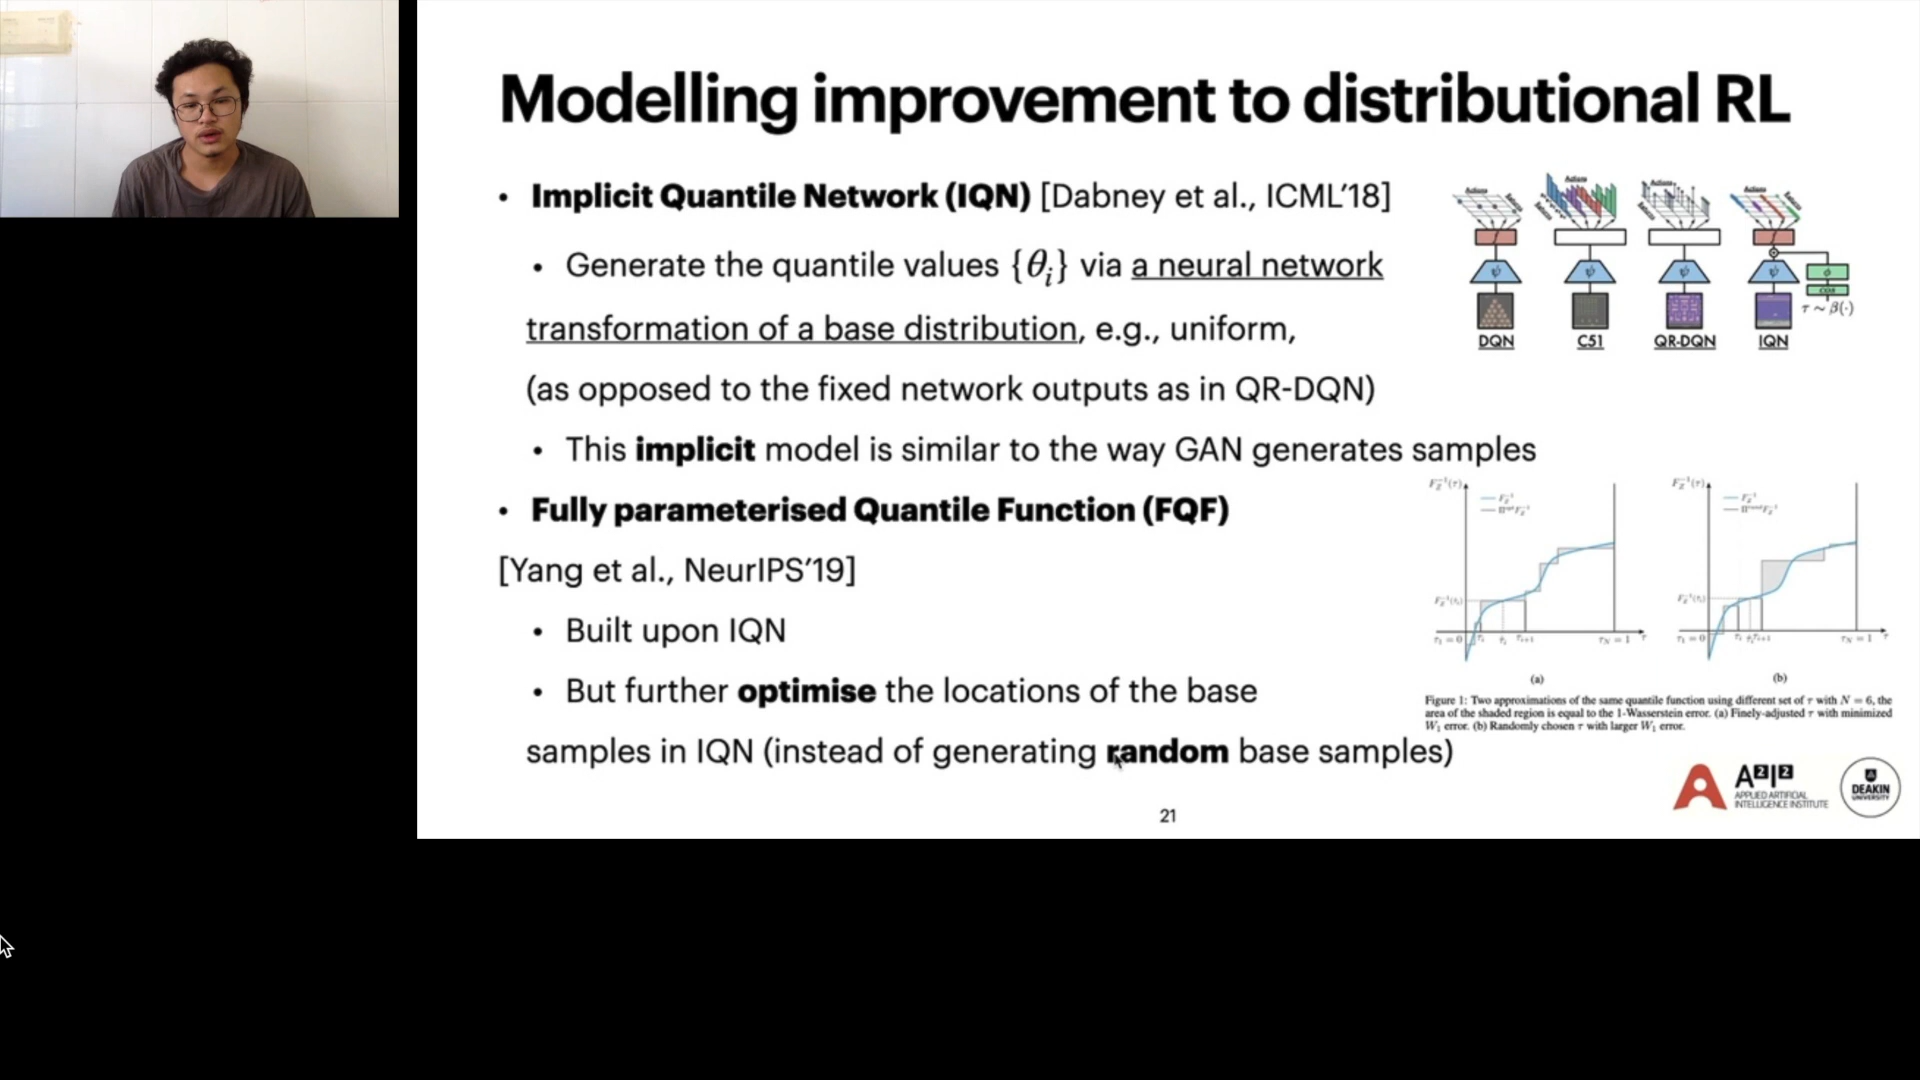 Modelling improvement to distributional RL
• Implicit Quantile Network (IQN) [Dabney et al., ICML'18]
• Generate the quantile values {θᵢ} via a neural network
transformation of a base distribution, e.g., uniform,
(as opposed to the fixed network outputs as in QR-DQN)
• This implicit model is similar to the way GAN generates samples
• Fully parameterised Quantile Function (FQF)
[Yang et al., NeurIPS'19]
• Built upon IQN
• But further optimise the locations of the base
samples in IQN (instead of generating random base samples)
Actions Actions Actions Actions
ψ ψ ψ ψ φ
cos
τ ~ β(·)
DQN C51 QR-DQN IQN
(a) (b)
Figure 1: Two approximations of the same quantile function using different set of τ with N = 6, the
area of the shaded region is equal to the 1-Wasserstein error. (a) Finely-adjusted τ with minimized
W₁ error. (b) Randomly chosen τ with larger W₁ error.
A2I2
APPLIED ARTIFICIAL
INTELLIGENCE INSTITUTE
DEAKIN
UNIVERSITY
21